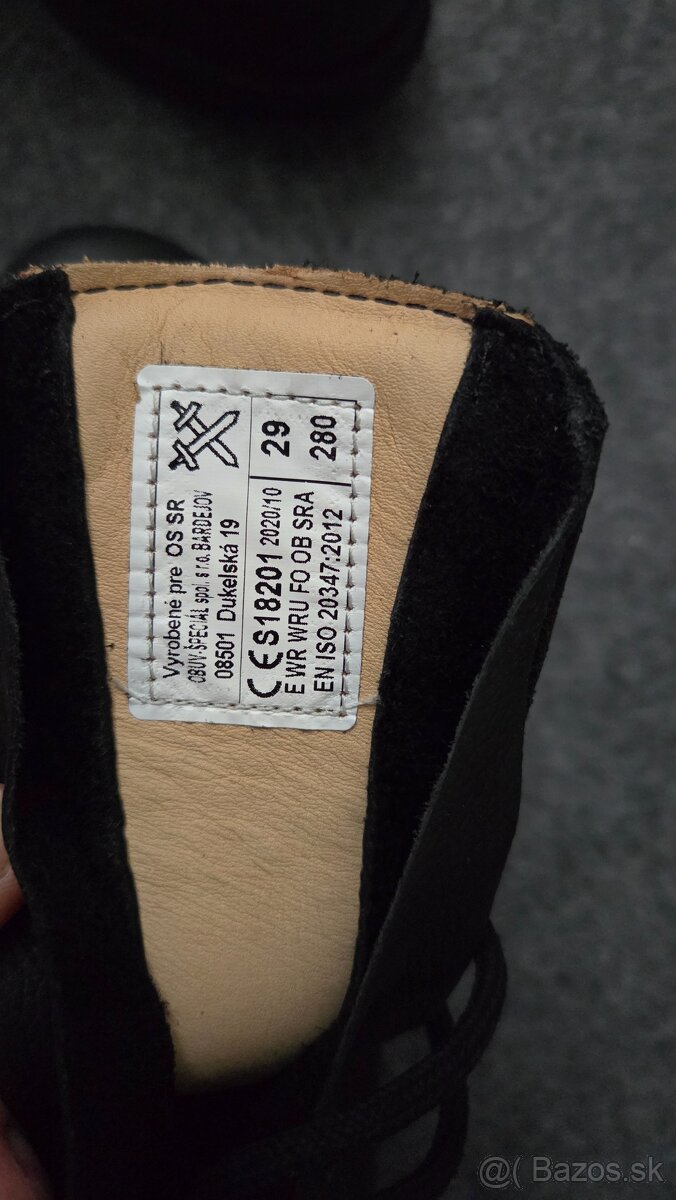 Vyrobené pre OS SR
OBUV-ŠPECIÁL spol. s r.o. BARDEJOV
08501 Dukelská 19
29
280
CE S18201 2020/10
E WR WRU FO OB SRA
EN ISO 20347:2012
@( Bazos.sk